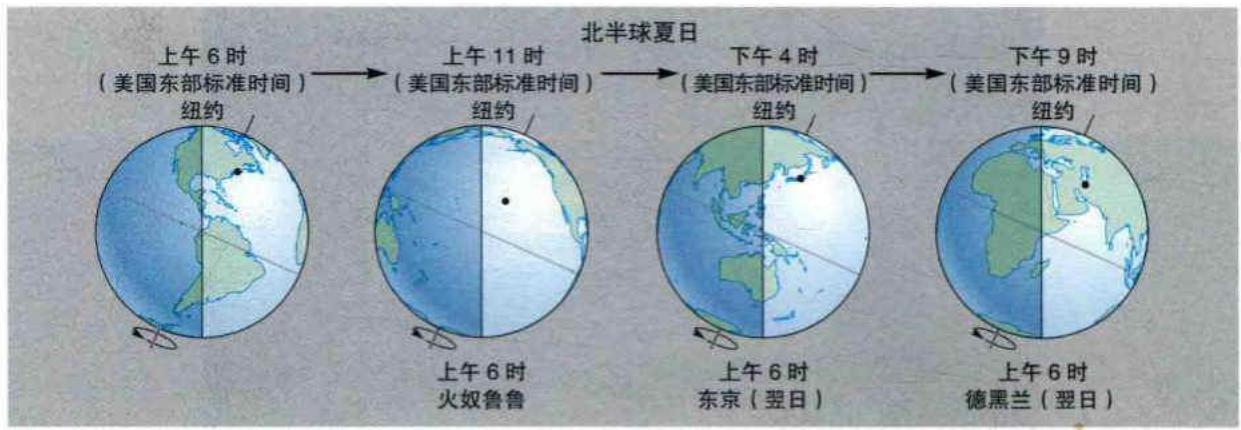 北半球夏日
上午 6 时
(美国东部标准时间)
纽约
上午 11 时
(美国东部标准时间)
纽约
下午 4 时
(美国东部标准时间)
纽约
下午 9 时
(美国东部标准时间)
纽约
上午 6 时
火奴鲁鲁
上午 6 时
东京(翌日)
上午 6 时
德黑兰(翌日)